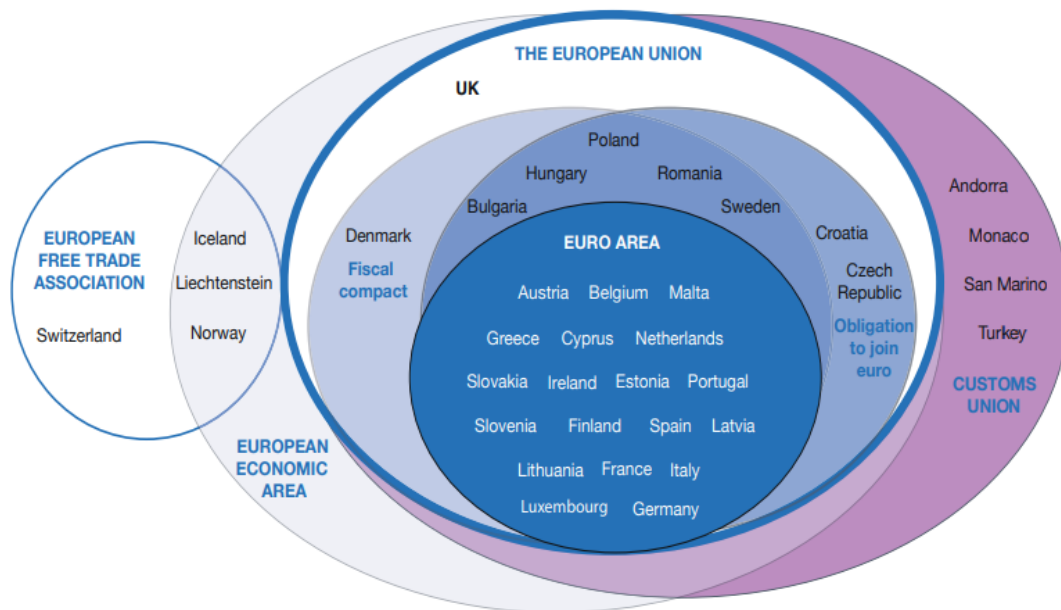 THE EUROPEAN UNION
UK
Poland
Hungary Romania
Bulgaria Sweden
Andorra
Monaco
San Marino
Turkey
CUSTOMS
UNION
EUROPEAN
FREE TRADE
ASSOCIATION
Switzerland
Iceland
Liechtenstein
Norway
EUROPEAN
ECONOMIC
AREA
Denmark
Fiscal
compact
Croatia
Czech
Republic
Obligation
to join
euro
EURO AREA
Austria Belgium Malta
Greece Cyprus Netherlands
Slovakia Ireland Estonia Portugal
Slovenia Finland Spain Latvia
Lithuania France Italy
Luxembourg Germany